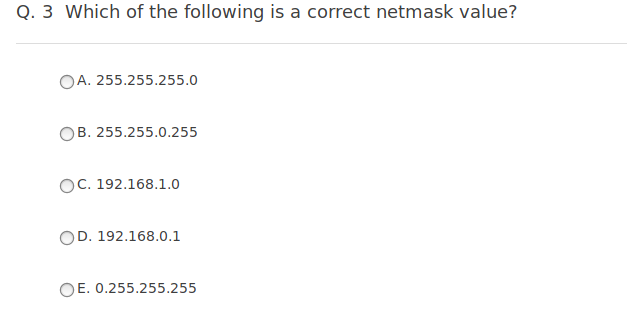 Q. 3 Which of the following is a correct netmask value?
A. 255.255.255.0
B. 255.255.0.255
C. 192.168.1.0
D. 192.168.0.1
E. 0.255.255.255